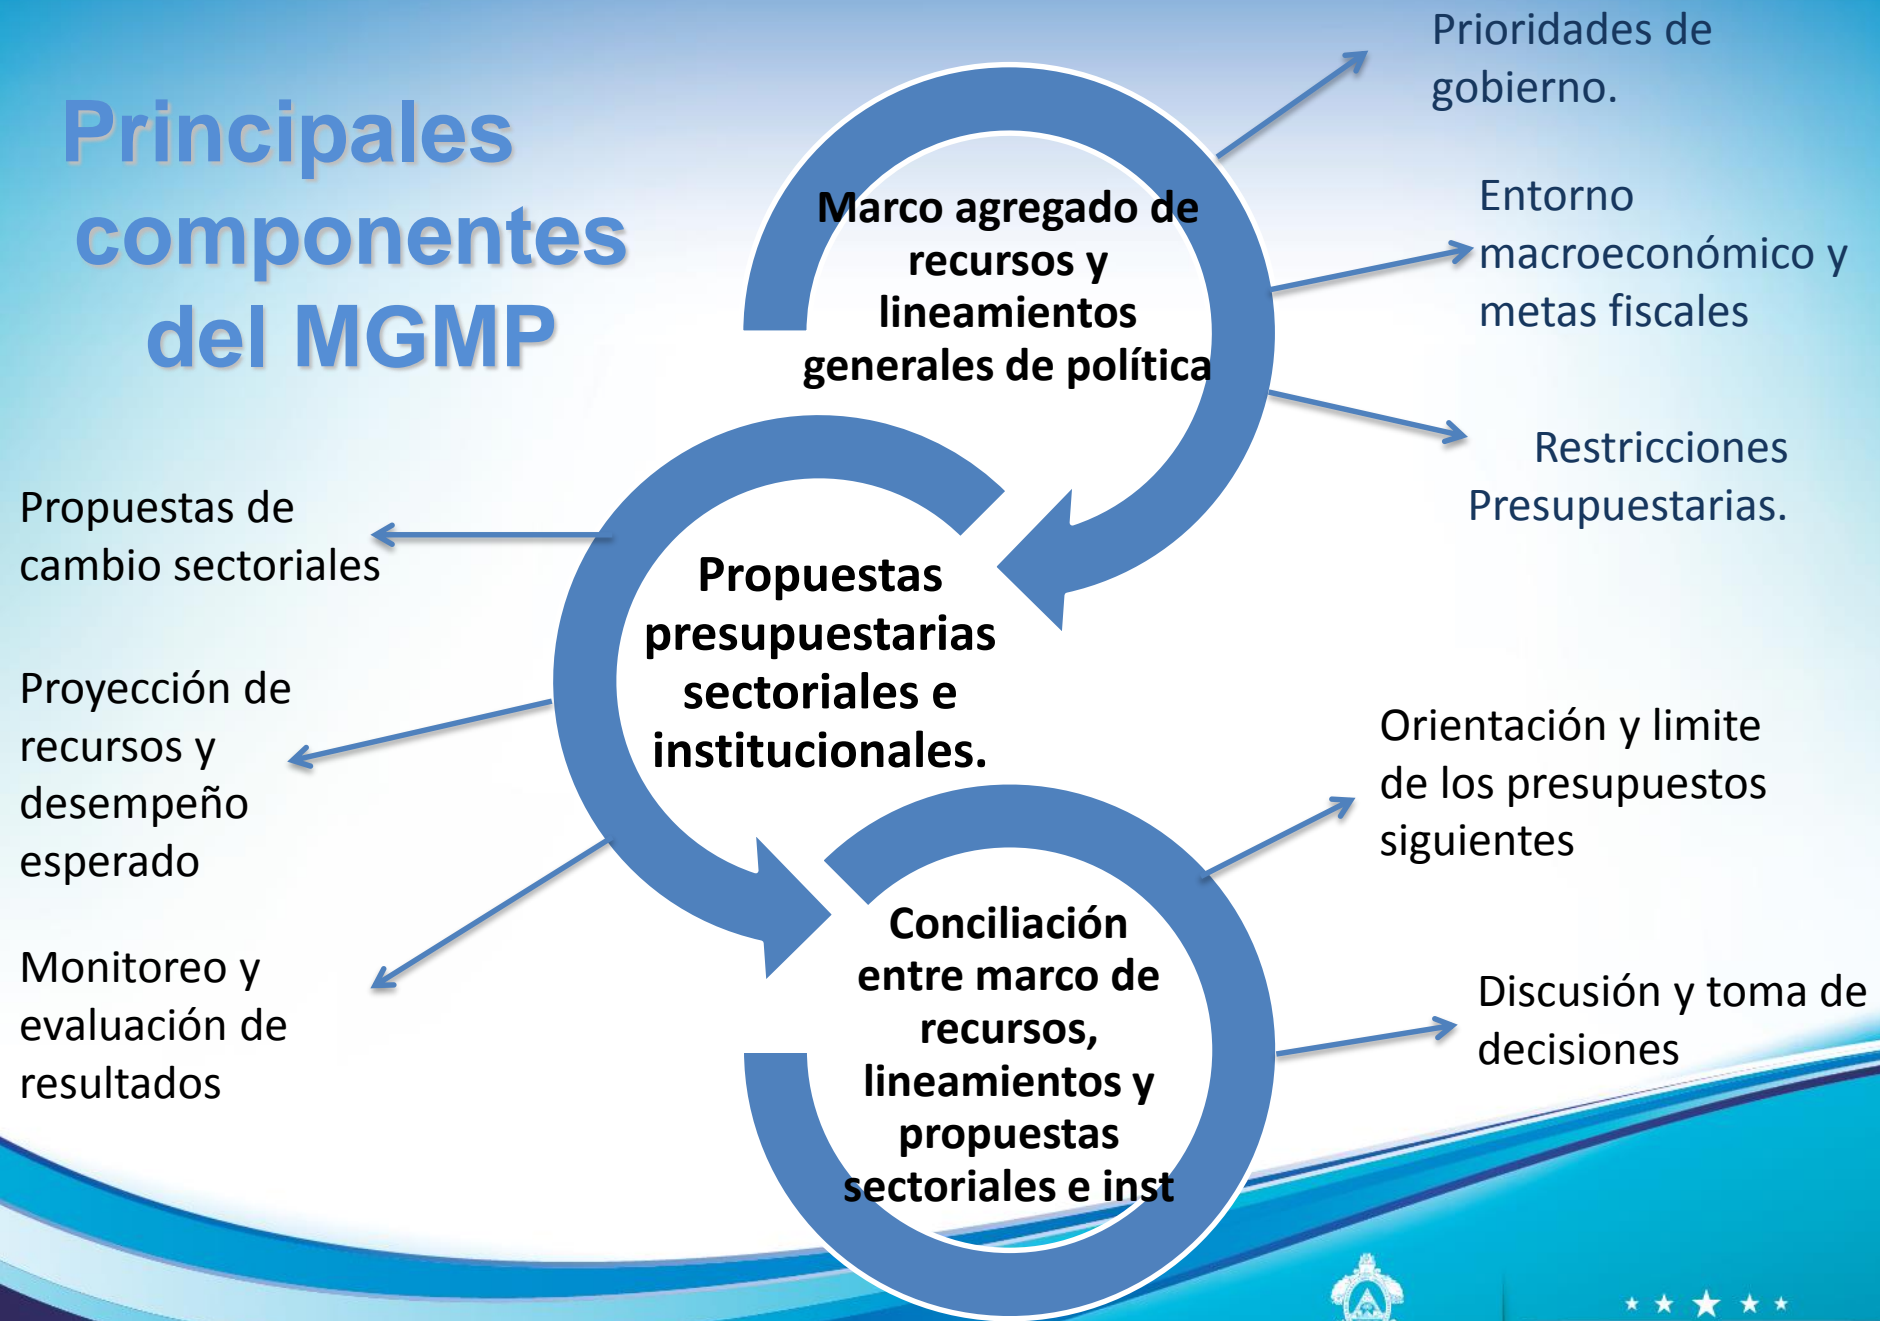 Principales
componentes
del MGMP
Marco agregado de
recursos y
lineamientos
generales de política
Prioridades de
gobierno.
Entorno
macroeconómico y
metas fiscales
Restricciones
Presupuestarias.
Propuestas
presupuestarias
sectoriales e
institucionales.
Propuestas de
cambio sectoriales
Proyección de
recursos y
desempeño
esperado
Monitoreo y
evaluación de
resultados
Conciliación
entre marco de
recursos,
lineamientos y
propuestas
sectoriales e inst
Orientación y limite
de los presupuestos
siguientes
Discusión y toma de
decisiones